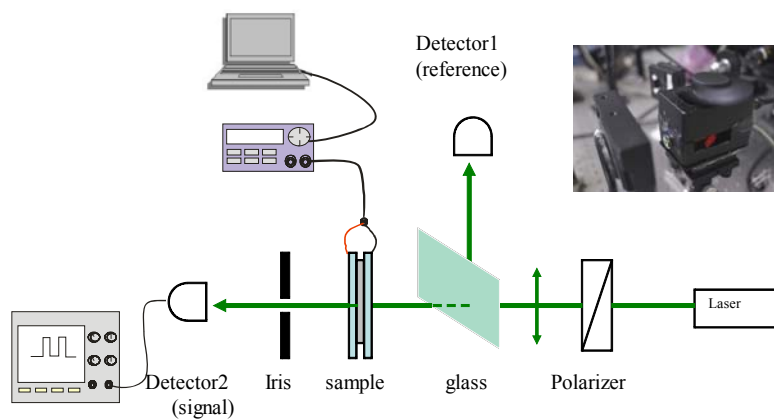 Detector1
(reference)
Laser
Detector2
(signal)
Iris
sample
glass
Polarizer